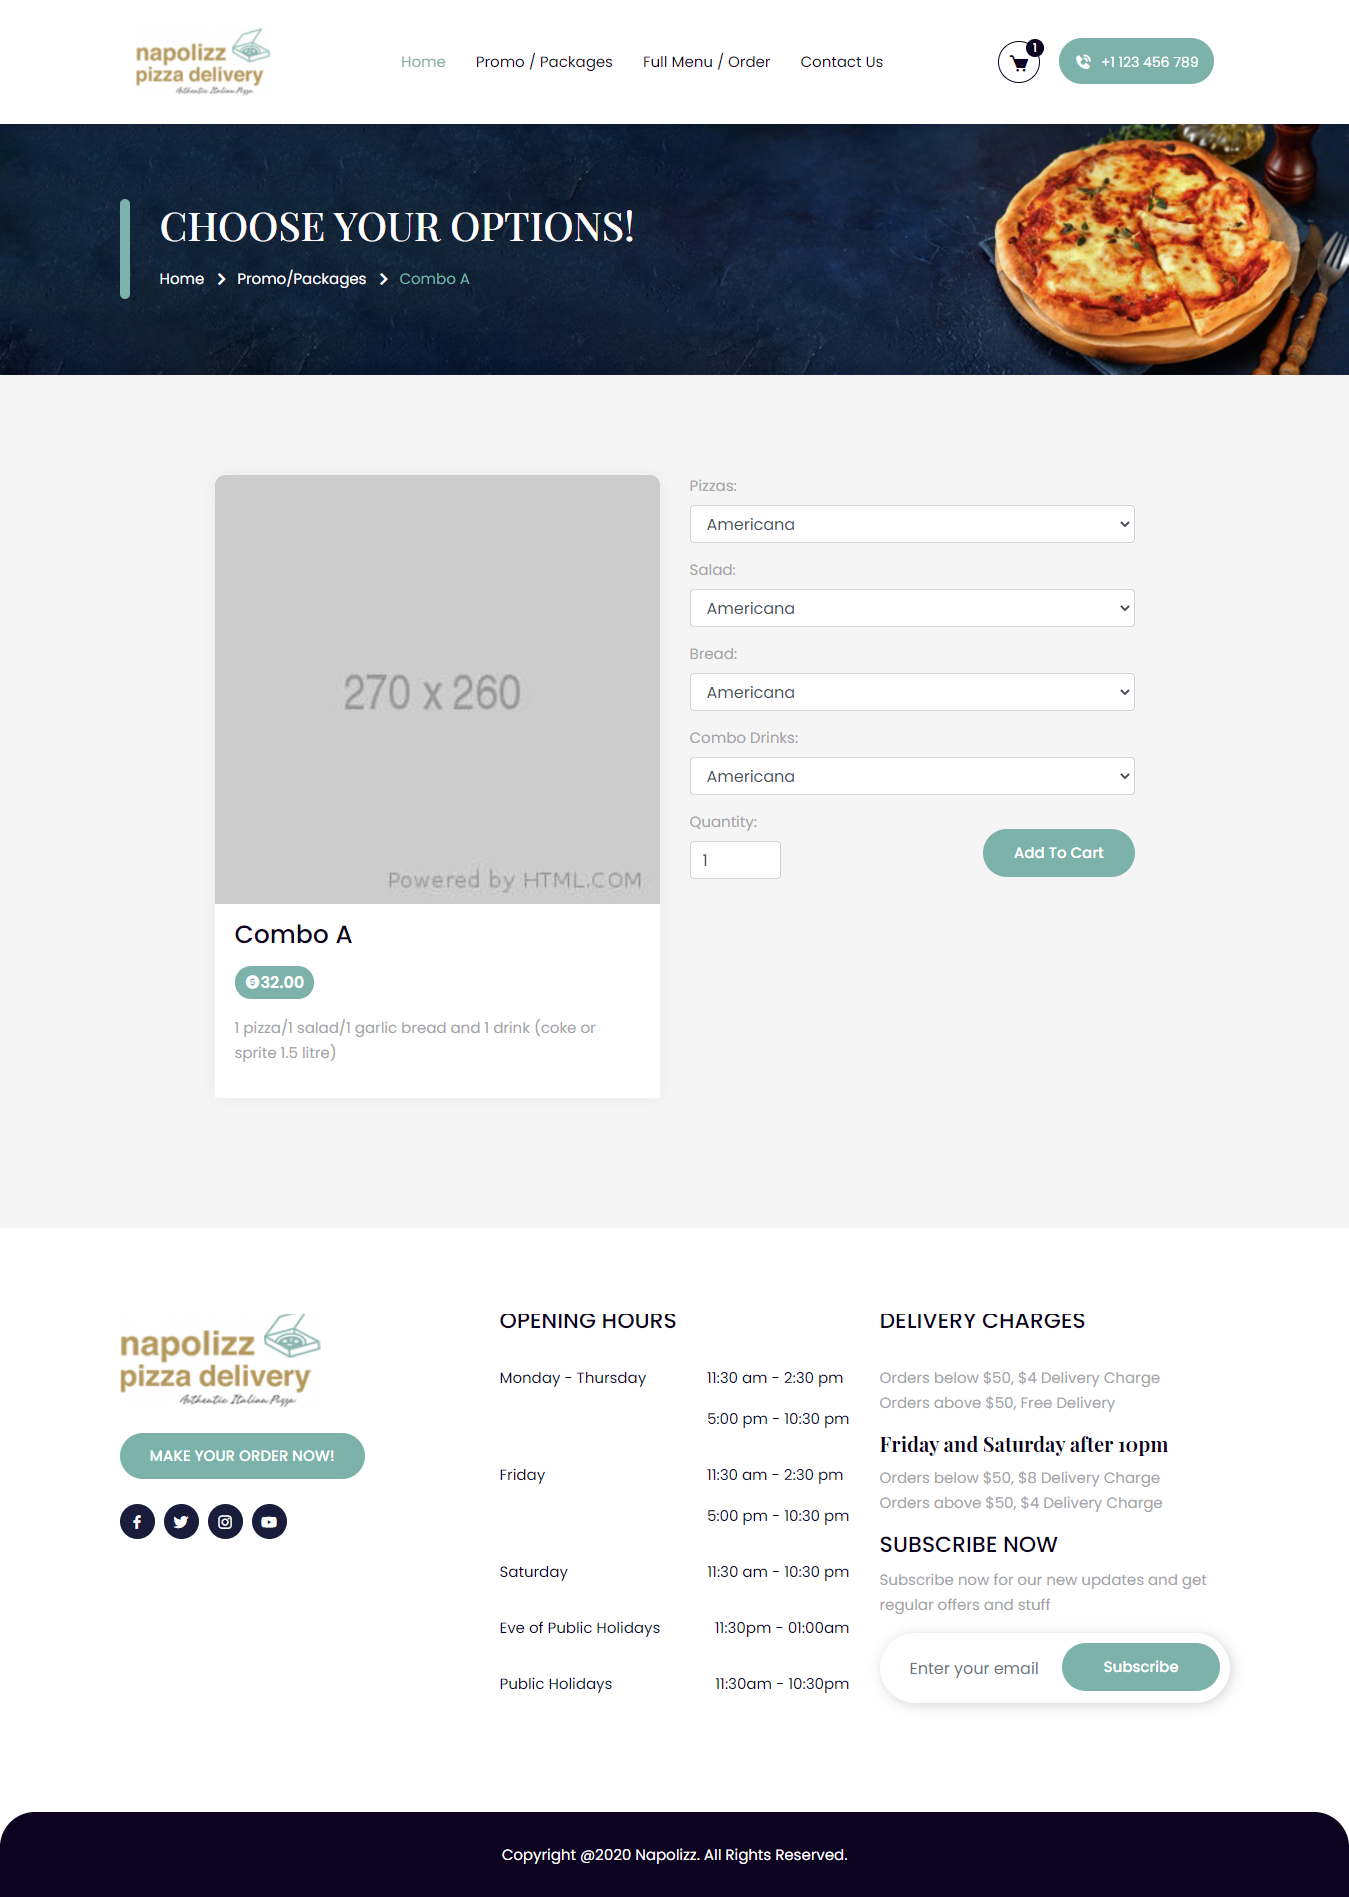 napolizz
pizza delivery
Authentic Italian Pizza
Home
Promo / Packages
Full Menu / Order
Contact Us
1
+1 123 456 789
CHOOSE YOUR OPTIONS!
Home
Promo/Packages
Combo A
270 x 260
Powered by HTML.COM
Combo A
$32.00
1 pizza/1 salad/1 garlic bread and 1 drink (coke or
sprite 1.5 litre)
Pizzas:
Americana
Salad:
Americana
Bread:
Americana
Combo Drinks:
Americana
Quantity:
1
Add To Cart
napolizz
pizza delivery
Authentic Italian Pizza
MAKE YOUR ORDER NOW!
OPENING HOURS
Monday - Thursday 11:30 am - 2:30 pm
5:00 pm - 10:30 pm
Friday 11:30 am - 2:30 pm
5:00 pm - 10:30 pm
Saturday 11:30 am - 10:30 pm
Eve of Public Holidays 11:30pm - 01:00am
Public Holidays 11:30am - 10:30pm
DELIVERY CHARGES
Orders below $50, $4 Delivery Charge
Orders above $50, Free Delivery
Friday and Saturday after 10pm
Orders below $50, $8 Delivery Charge
Orders above $50, $4 Delivery Charge
SUBSCRIBE NOW
Subscribe now for our new updates and get
regular offers and stuff
Enter your email
Subscribe
Copyright @2020 Napolizz. All Rights Reserved.